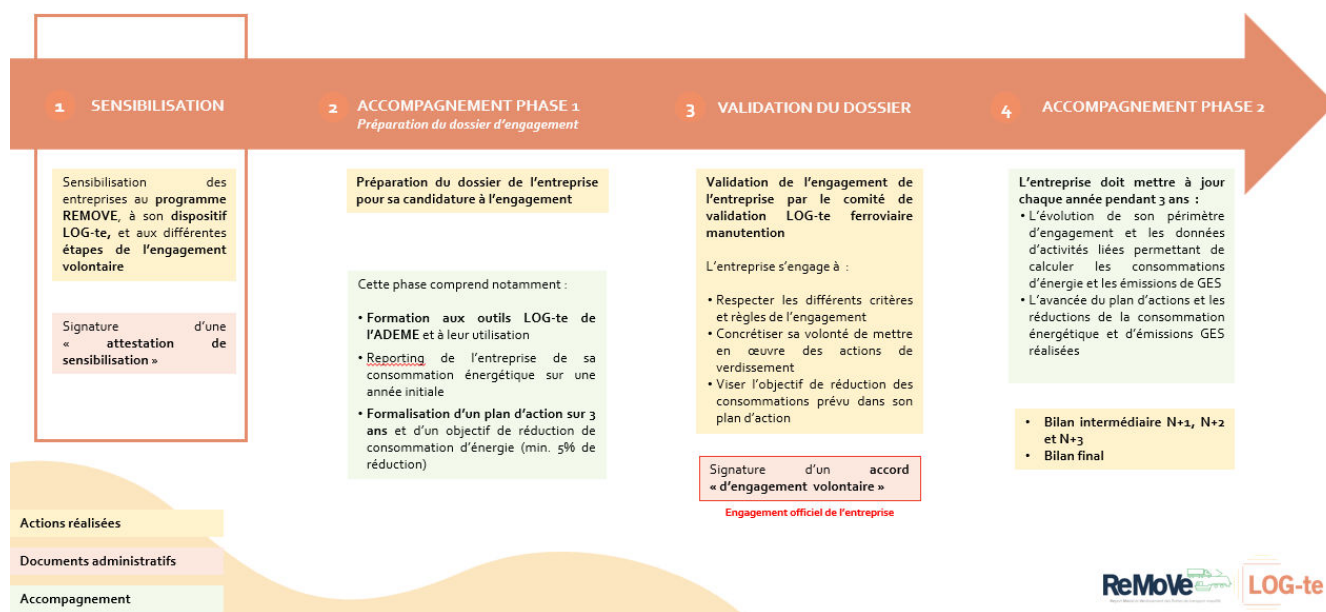 1 SENSIBILISATION
2 ACCOMPAGNEMENT PHASE 1
Préparation du dossier d'engagement
3 VALIDATION DU DOSSIER
4 ACCOMPAGNEMENT PHASE 2
Sensibilisation des
entreprises au programme
REMOVE, à son dispositif
LOG-te, et aux différentes
étapes de l'engagement
volontaire
Signature d'une
« attestation de
sensibilisation »
Préparation du dossier de l'entreprise
pour sa candidature à l'engagement
Cette phase comprend notamment :
• Formation aux outils LOG-te de
l'ADEME et à leur utilisation
• Reporting de l'entreprise de sa
consommation énergétique sur une
année initiale
• Formalisation d'un plan d'action sur 3
ans et d'un objectif de réduction de
consommation d'énergie (min. 5% de
réduction)
Validation de l'engagement de
l'entreprise par le comité de
validation LOG-te ferroviaire
manutention
L'entreprise s'engage à :
• Respecter les différents critères
et règles de l'engagement
• Concrétiser sa volonté de mettre
en œuvre des actions de
verdissement
• Viser l'objectif de réduction des
consommations prévu dans son
plan d'action
Signature d'un accord
« d'engagement volontaire »
Engagement officiel de l'entreprise
L'entreprise doit mettre à jour
chaque année pendant 3 ans :
• L'évolution de son périmètre
d'engagement et les données
d'activités liées permettant de
calculer les consommations
d'énergie et les émissions de GES
• L'avancée du plan d'actions et les
réductions de la consommation
énergétique et d'émissions GES
réalisées
• Bilan intermédiaire N+1, N+2
et N+3
• Bilan final
Actions réalisées
Documents administratifs
Accompagnement
ReMoVe
LOG-te